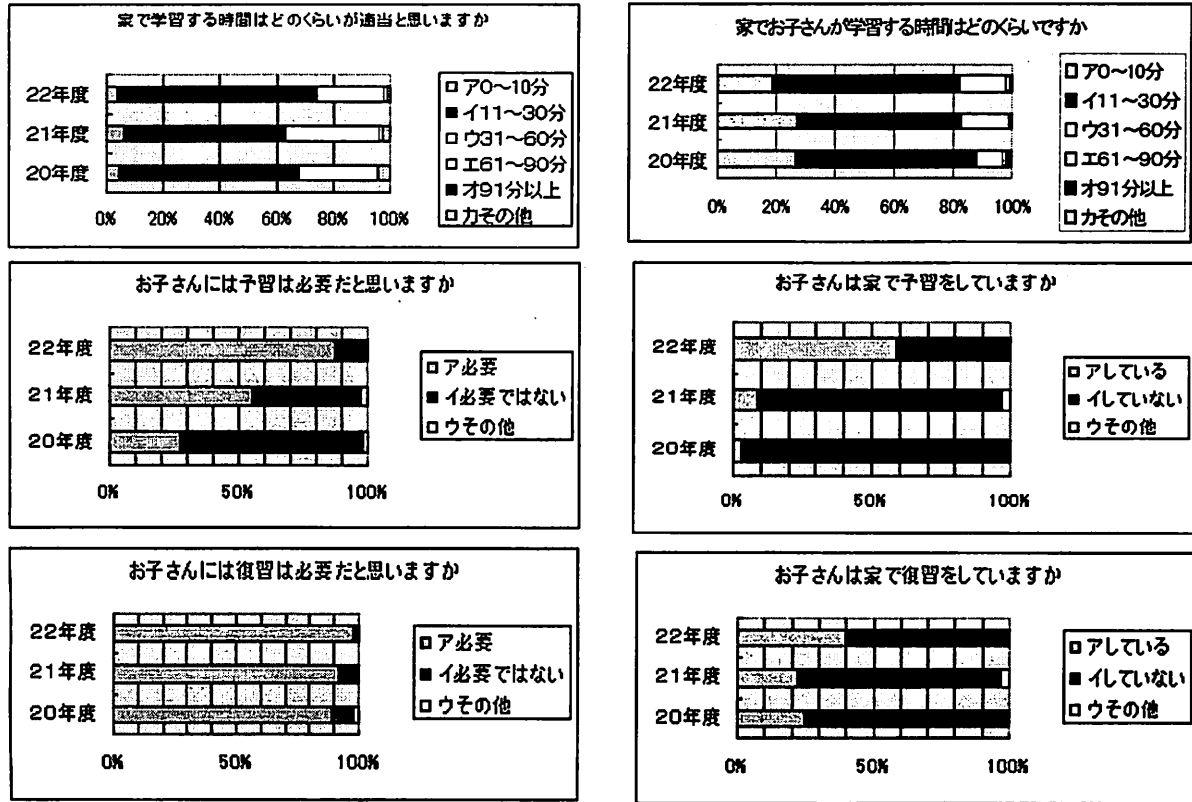 家で学習する時間はどのくらいが適当と思いますか
22年度
21年度
20年度
0% 20% 40% 60% 80% 100%
ア0～10分
イ11～30分
ウ31～60分
エ61～90分
オ91分以上
カその他
家でお子さんが学習する時間はどのくらいですか
22年度
21年度
20年度
0% 20% 40% 60% 80% 100%
ア0～10分
イ11～30分
ウ31～60分
エ61～90分
オ91分以上
カその他
お子さんには予習は必要だと思いますか
22年度
21年度
20年度
0% 50% 100%
ア必要
イ必要ではない
ウその他
お子さんは家で予習をしていますか
22年度
21年度
20年度
0% 50% 100%
アしている
イしていない
ウその他
お子さんには復習は必要だと思いますか
22年度
21年度
20年度
0% 50% 100%
ア必要
イ必要ではない
ウその他
お子さんは家で復習をしていますか
22年度
21年度
20年度
0% 50% 100%
アしている
イしていない
ウその他